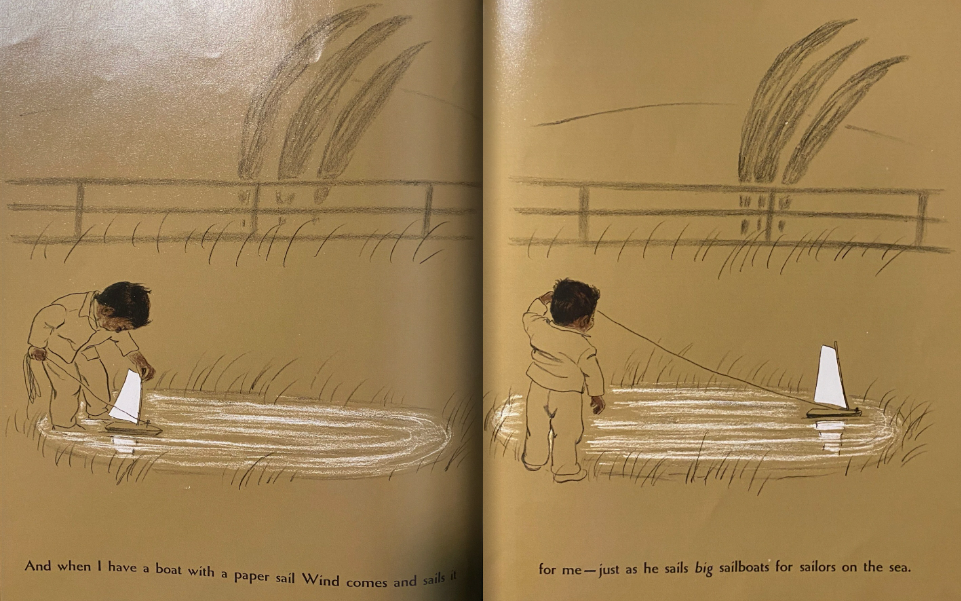 And when I have a boat with a paper sail Wind comes and sails it
for me—just as he sails big sailboats for sailors on the sea.